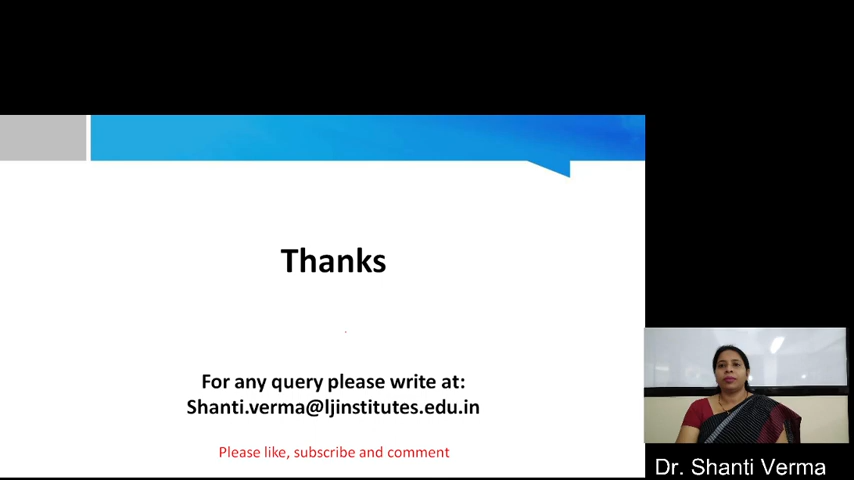 Thanks
For any query please write at:
Shanti.verma@ljinstitutes.edu.in
Please like, subscribe and comment
Dr. Shanti Verma